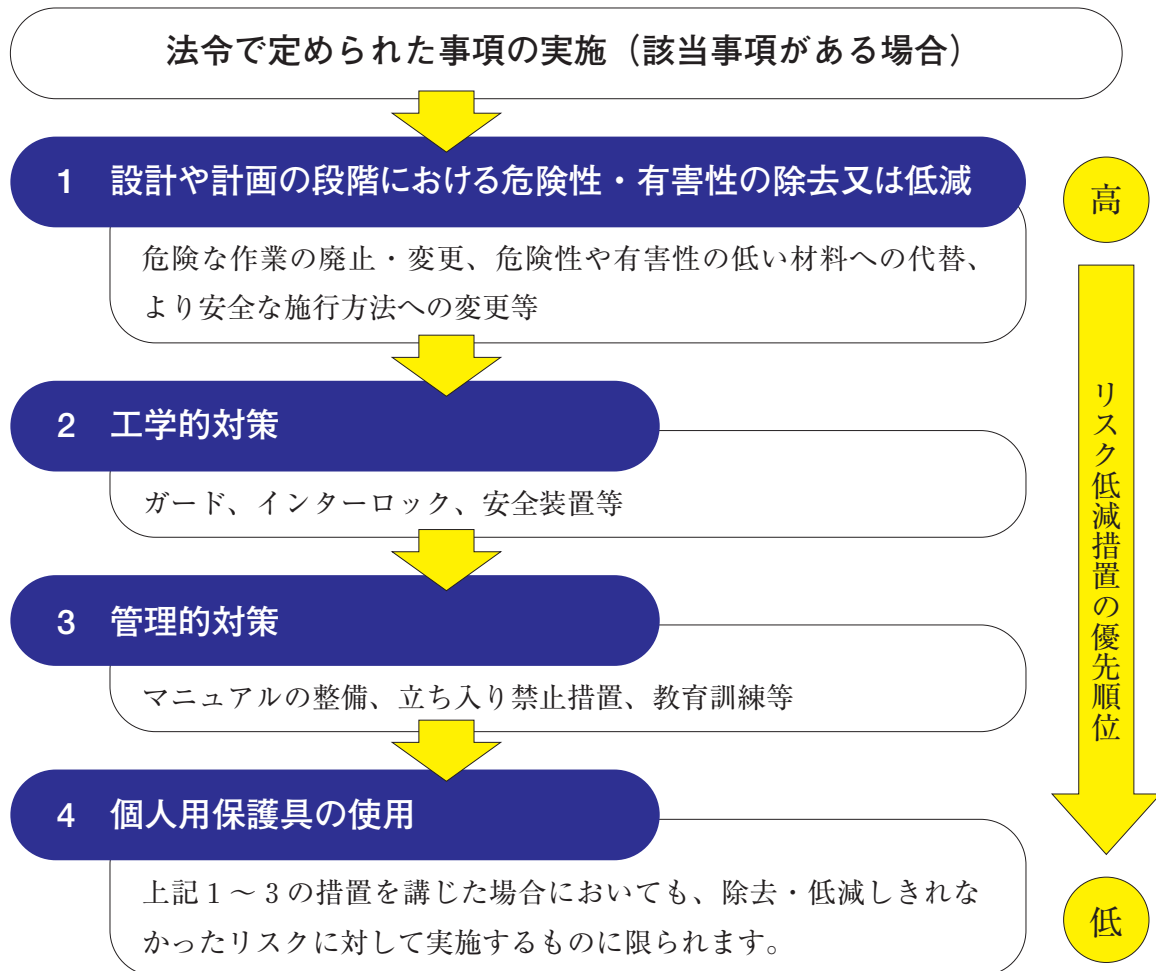 法令で定められた事項の実施（該当事項がある場合）
1 設計や計画の段階における危険性・有害性の除去又は低減
危険な作業の廃止・変更、危険性や有害性の低い材料への代替、
より安全な施行方法への変更等
2 工学的対策
ガード、インターロック、安全装置等
3 管理的対策
マニュアルの整備、立ち入り禁止措置、教育訓練等
4 個人用保護具の使用
上記１～３の措置を講じた場合においても、除去・低減しきれな
かったリスクに対して実施するものに限られます。
高
リスク低減措置の優先順位
低